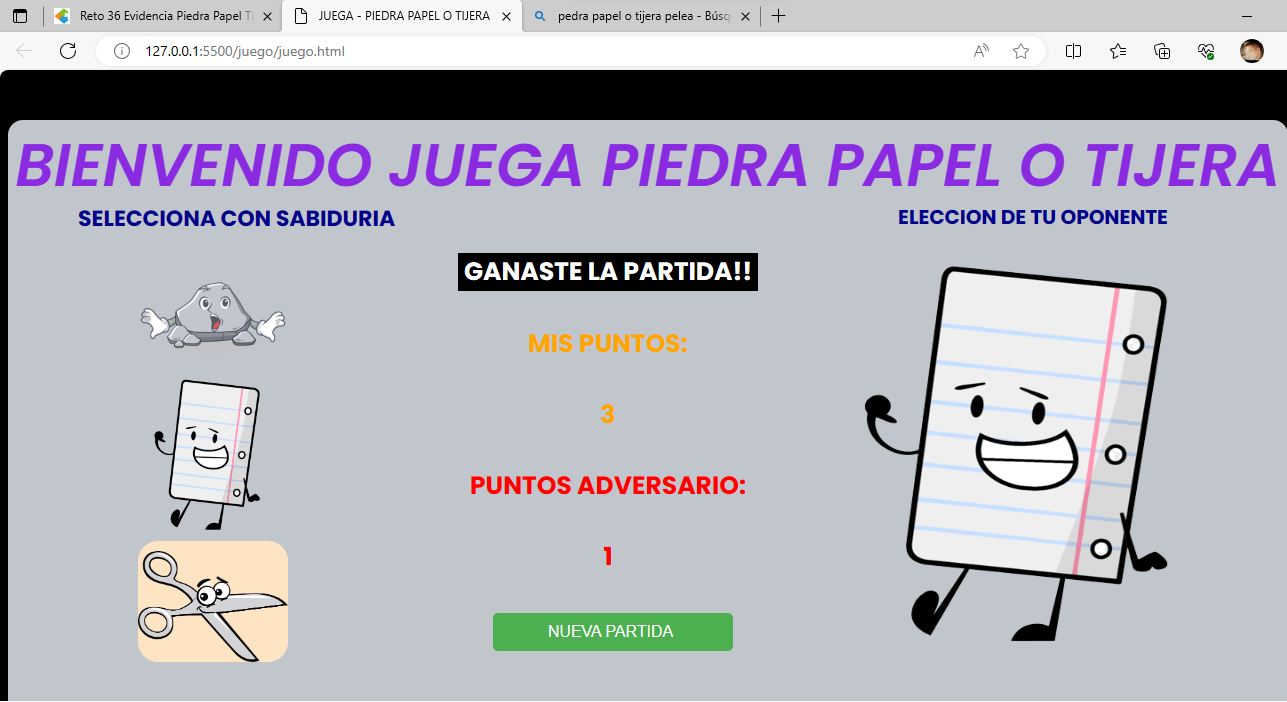 Reto 36 Evidencia Piedra Papel Ti
JUEGA - PIEDRA PAPEL O TIJERA
pedra papel o tijera pelea - Búsq
127.0.0.1:5500/juego/juego.html
BIENVENIDO JUEGA PIEDRA PAPEL O TIJERA
SELECCIONA CON SABIDURIA
ELECCION DE TU OPONENTE
GANASTE LA PARTIDA!!
MIS PUNTOS:
3
PUNTOS ADVERSARIO:
1
NUEVA PARTIDA